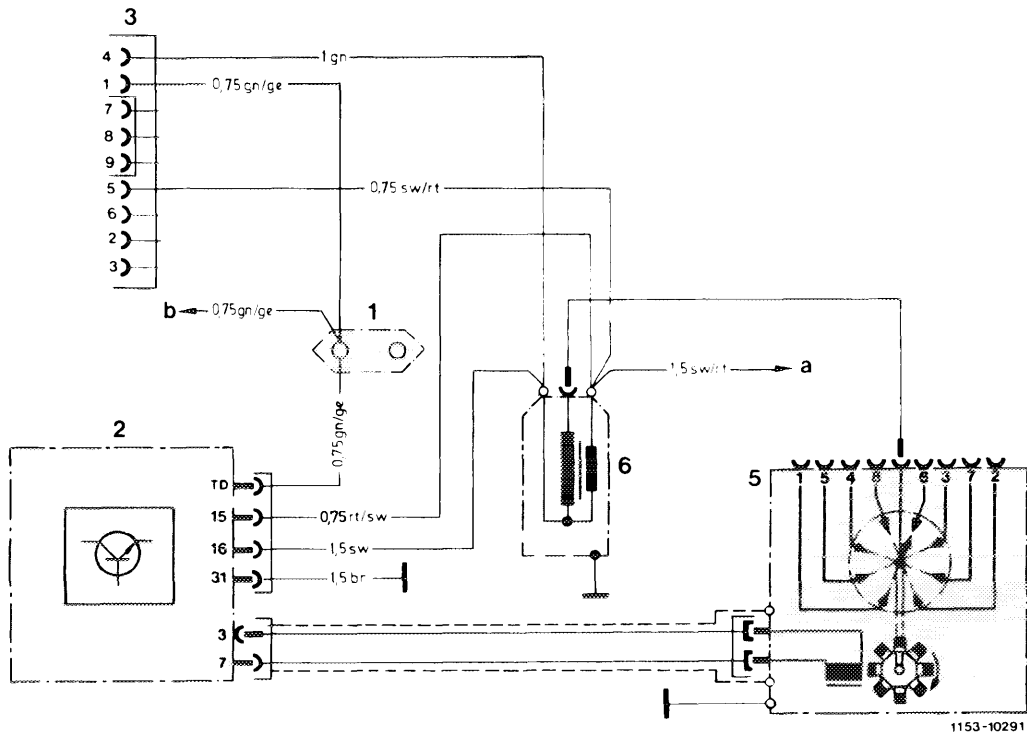 3
4
1 gn
1
0,75 gn/ge
7
8
9
5
0,75 sw/rt
6
2
3
b
0,75gn/ge
1
1,5 sw/rt
a
0,75gn/ge
2
6
5
1 5 4 8 6 3 7 2
TD
15
0,75 rt/sw
16
1,5 sw
31
1,5 br
3
7
1153-10291